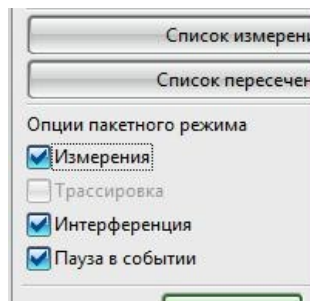 Список измерени
Список пересечен
Опции пакетного режима
Измерения
Трассировка
Интерференция
Пауза в событии